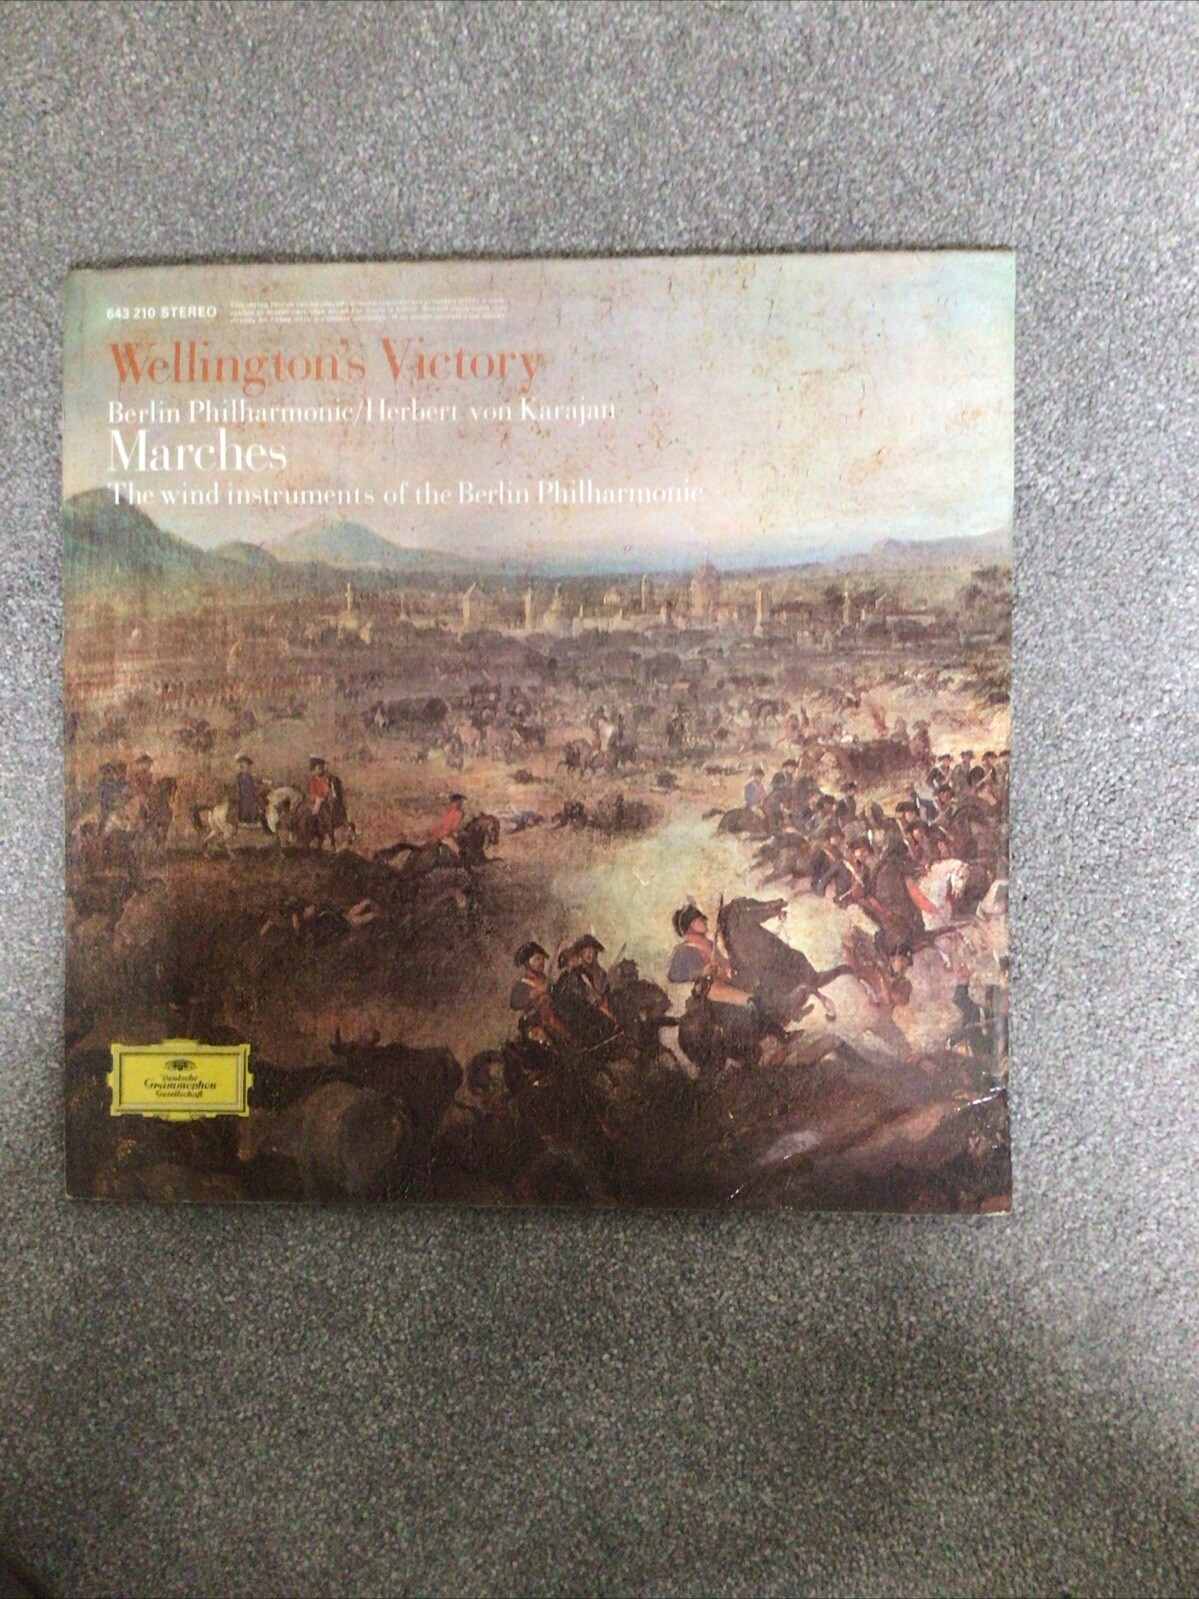 643 210 STEREO
Wellington's Victory
Berlin Philharmonic/Herbert von Karajan
Marches
The wind instruments of the Berlin Philharmonic
Deutsche
Grammophon
Gesellschaft